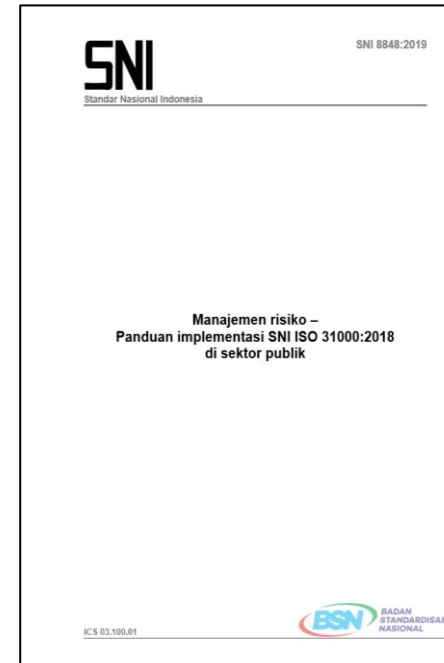 SNI
SNI 8848:2019
Standar Nasional Indonesia
Manajemen risiko –
Panduan implementasi SNI ISO 31000:2018
di sektor publik
ICS 03.100.01
BSN
BADAN
STANDARDISAS
NASIONAL